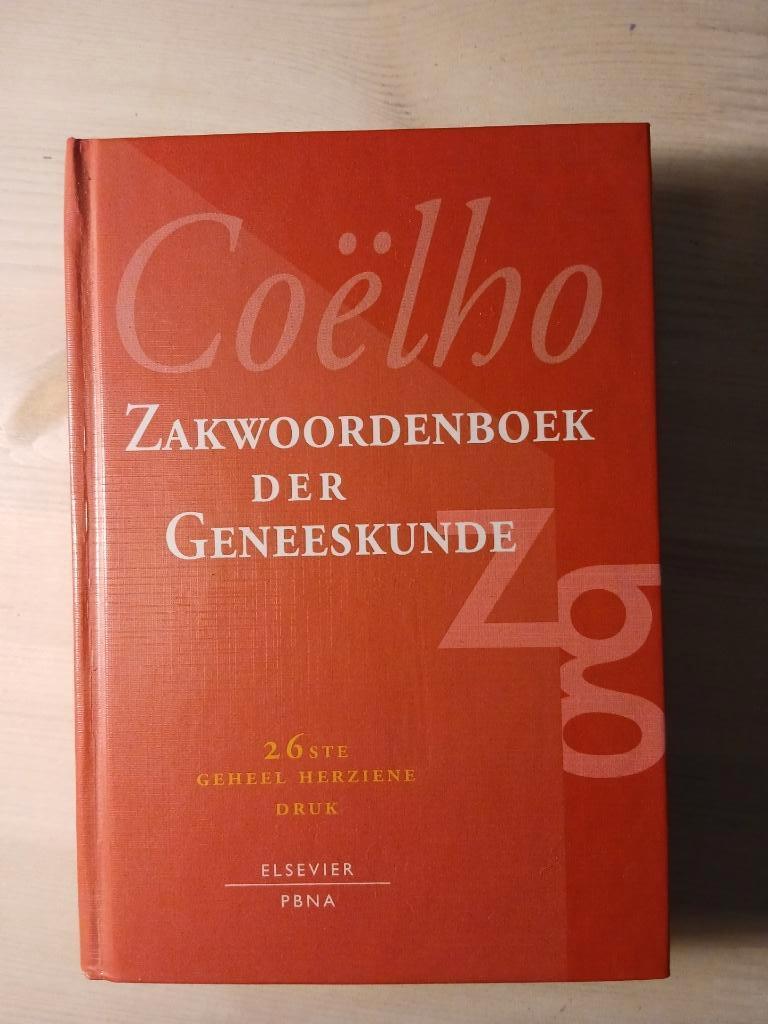 Coëlho
ZAKWOORDENBOEK
DER
GENEESKUNDE
Zg
26STE
GEHEEL HERZIENE
DRUK
ELSEVIER
PBNA